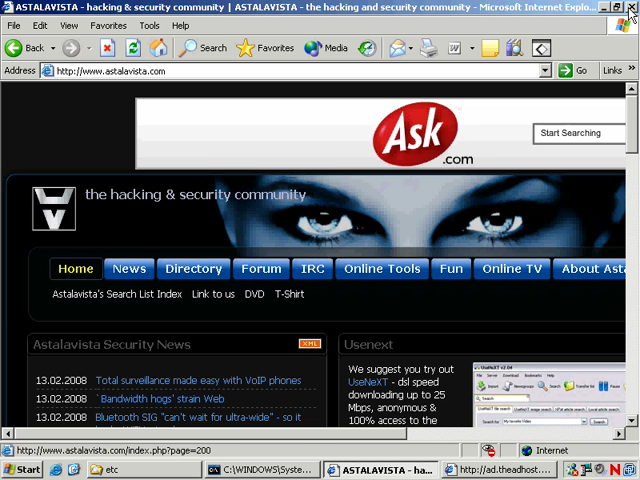 ASTALAVISTA - hacking & security community | ASTALAVISTA - the hacking and security community - Microsoft Internet Explo...
File Edit View Favorites Tools Help
Back Search Favorites Media
Address http://www.astalavista.com Go Links »
Ask
.com
Start Searching
the hacking & security community
Home News Directory Forum IRC Online Tools Fun Online TV About Asta
Astalavista's Search List Index Link to us DVD T-Shirt
Astalavista Security News XML
Usenext
13.02.2008 Total surveillance made easy with VoIP phones
13.02.2008 `Bandwidth hogs' strain Web
13.02.2008 Bluetooth SIG "can't wait for ultra-wide" - so it
We suggest you try out
UseNeXT - dsl speed
downloading up to 25
Mbps, anonymous &
100% access to the
UseNeXT v2.04
http://www.astalavista.com/index.php?page=200
Internet
Start
etc
C:\WINDOWS\Syste...
ASTALAVISTA - ha...
http://ad.theadhost....